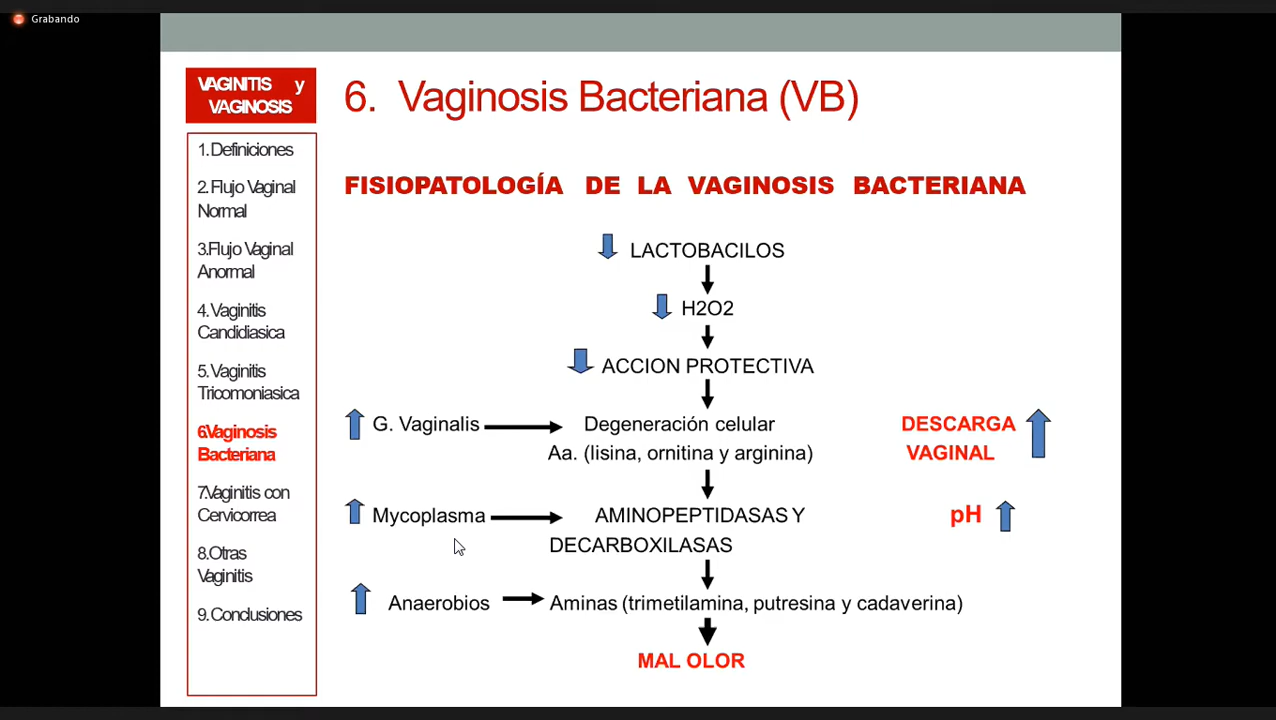 Grabando
VAGINITIS y
VAGINOSIS
1.Definiciones
2. Flujo Vaginal
Normal
3.Flujo Vaginal
Anormal
4. Vaginitis
Candidiasica
5. Vaginitis
Tricomoniasica
6.Vaginosis
Bacteriana
7.Vaginitis con
Cervicorrea
8.Otras
Vaginitis
9.Conclusiones
6. Vaginosis Bacteriana (VB)
FISIOPATOLOGÍA DE LA VAGINOSIS BACTERIANA
LACTOBACILOS
H2O2
ACCION PROTECTIVA
G. Vaginalis Degeneración celular DESCARGA
Aa. (lisina, ornitina y arginina) VAGINAL
Mycoplasma AMINOPEPTIDASAS Y pH
DECARBOXILASAS
Anaerobios Aminas (trimetilamina, putresina y cadaverina)
MAL OLOR